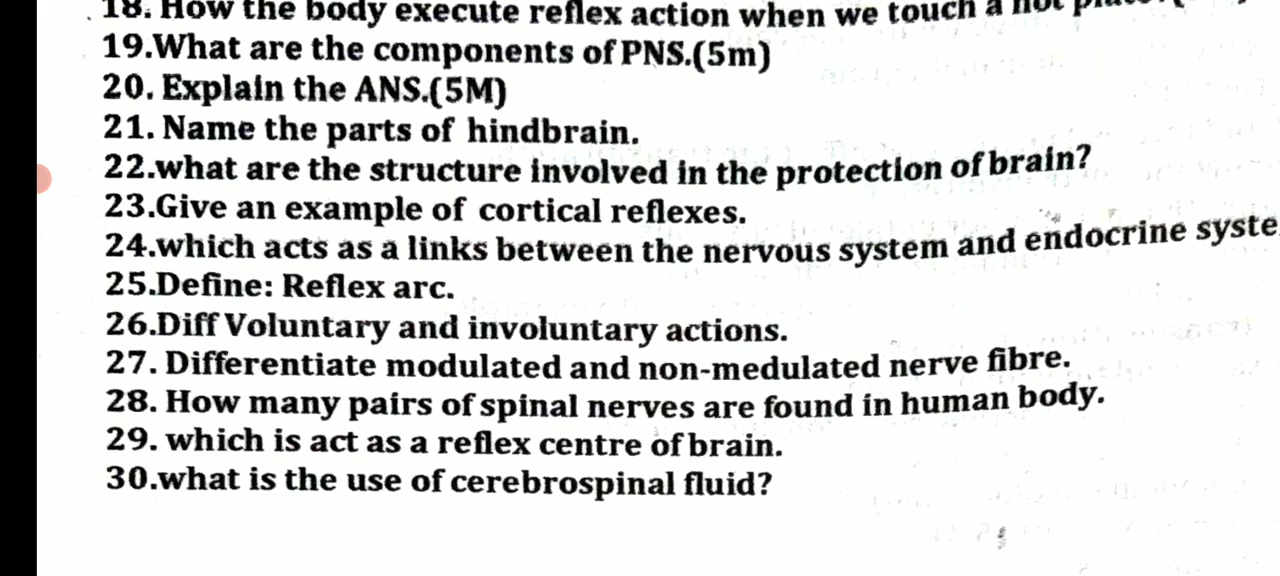 18. How the body execute reflex action when we touch a hot
19.What are the components of PNS.(5m)
20. Explain the ANS.(5M)
21. Name the parts of hindbrain.
22.what are the structure involved in the protection of brain?
23.Give an example of cortical reflexes.
24.which acts as a links between the nervous system and endocrine syste
25.Define: Reflex arc.
26.Diff Voluntary and involuntary actions.
27. Differentiate modulated and non-medulated nerve fibre.
28. How many pairs of spinal nerves are found in human body.
29. which is act as a reflex centre of brain.
30.what is the use of cerebrospinal fluid?